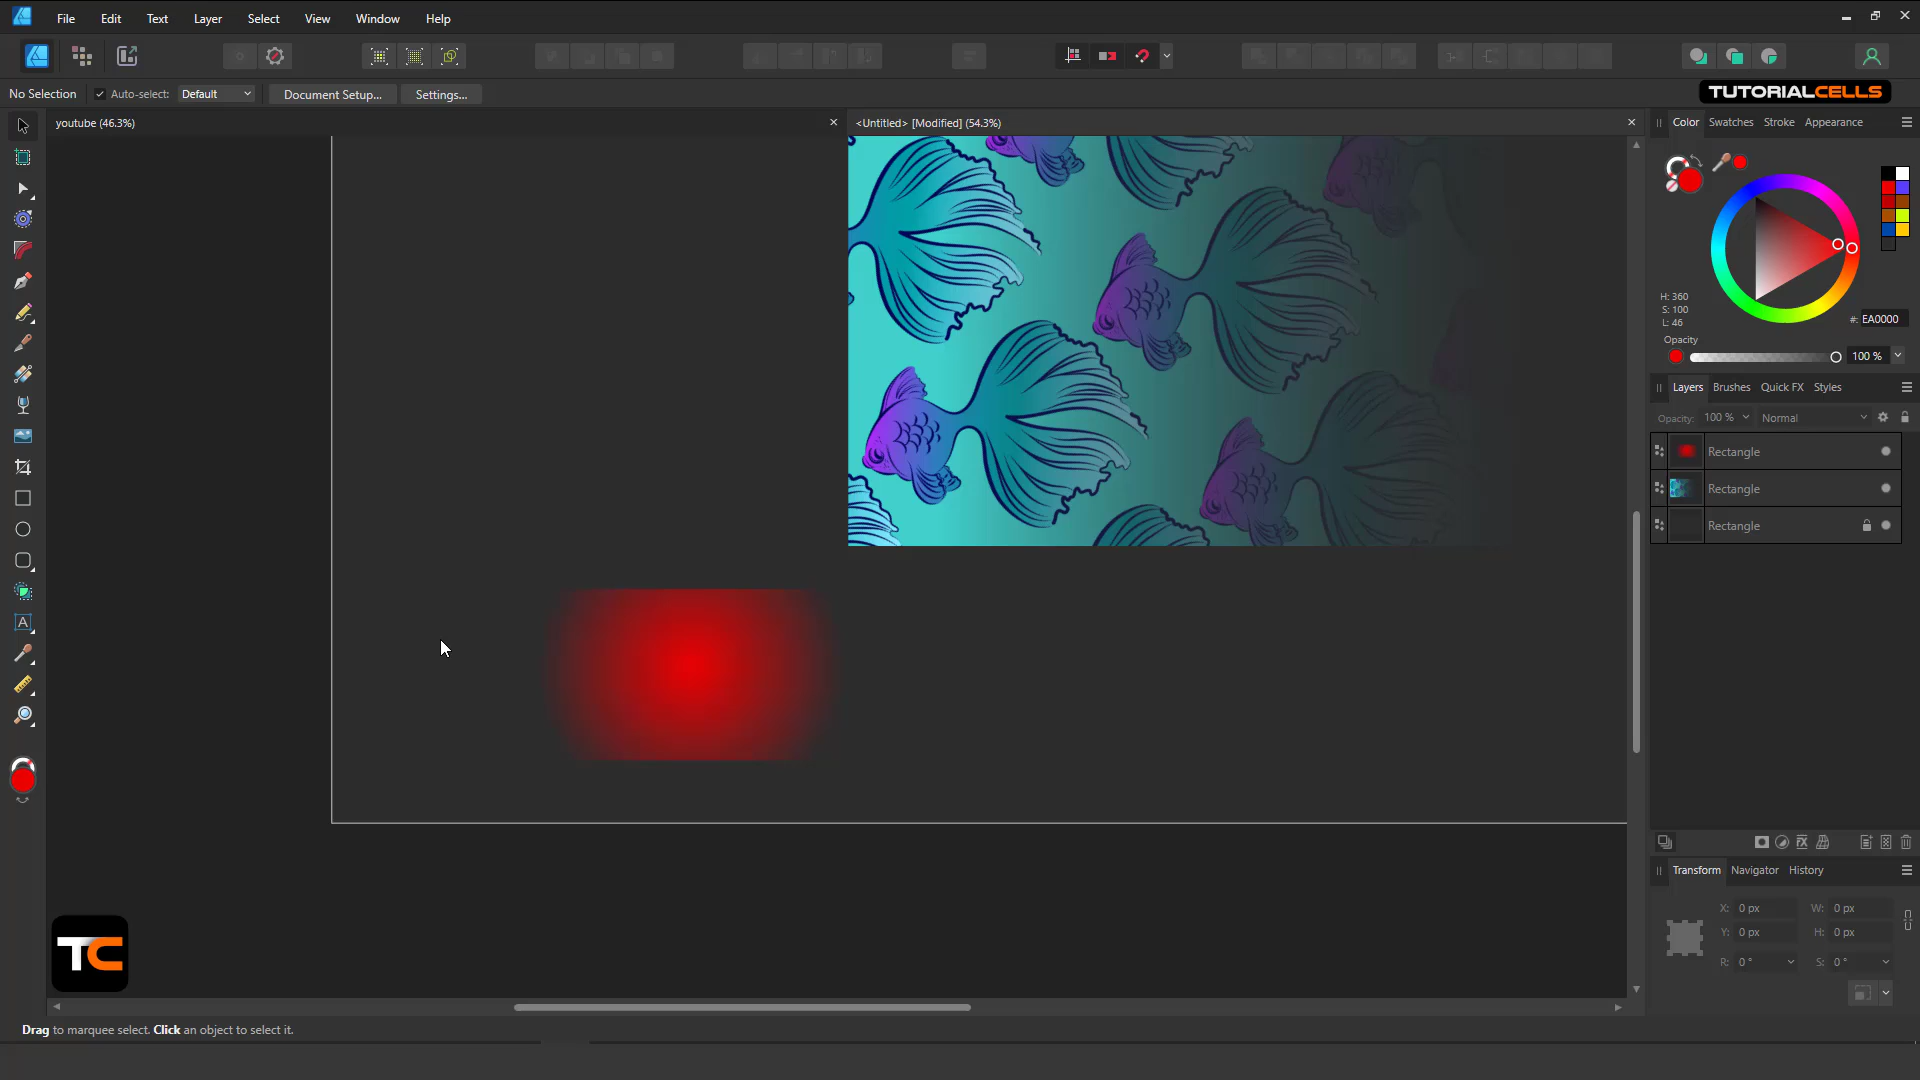 File Edit Text Layer Select View Window Help
No Selection Auto-select: Default Document Setup... Settings...
TUTORIALCELLS
youtube (46.3%)
<Untitled> [Modified] (54.3%)
Color Swatches Stroke Appearance
H: 360
S: 100
L: 46
#: EA0000
Opacity
100 %
Layers Brushes Quick FX Styles
Opacity: 100 % Normal
Rectangle
Rectangle
Rectangle
A
Transform Navigator History
X: 0 px W: 0 px
Y: 0 px H: 0 px
R: 0 ° S: 0 °
TC
Drag to marquee select. Click an object to select it.